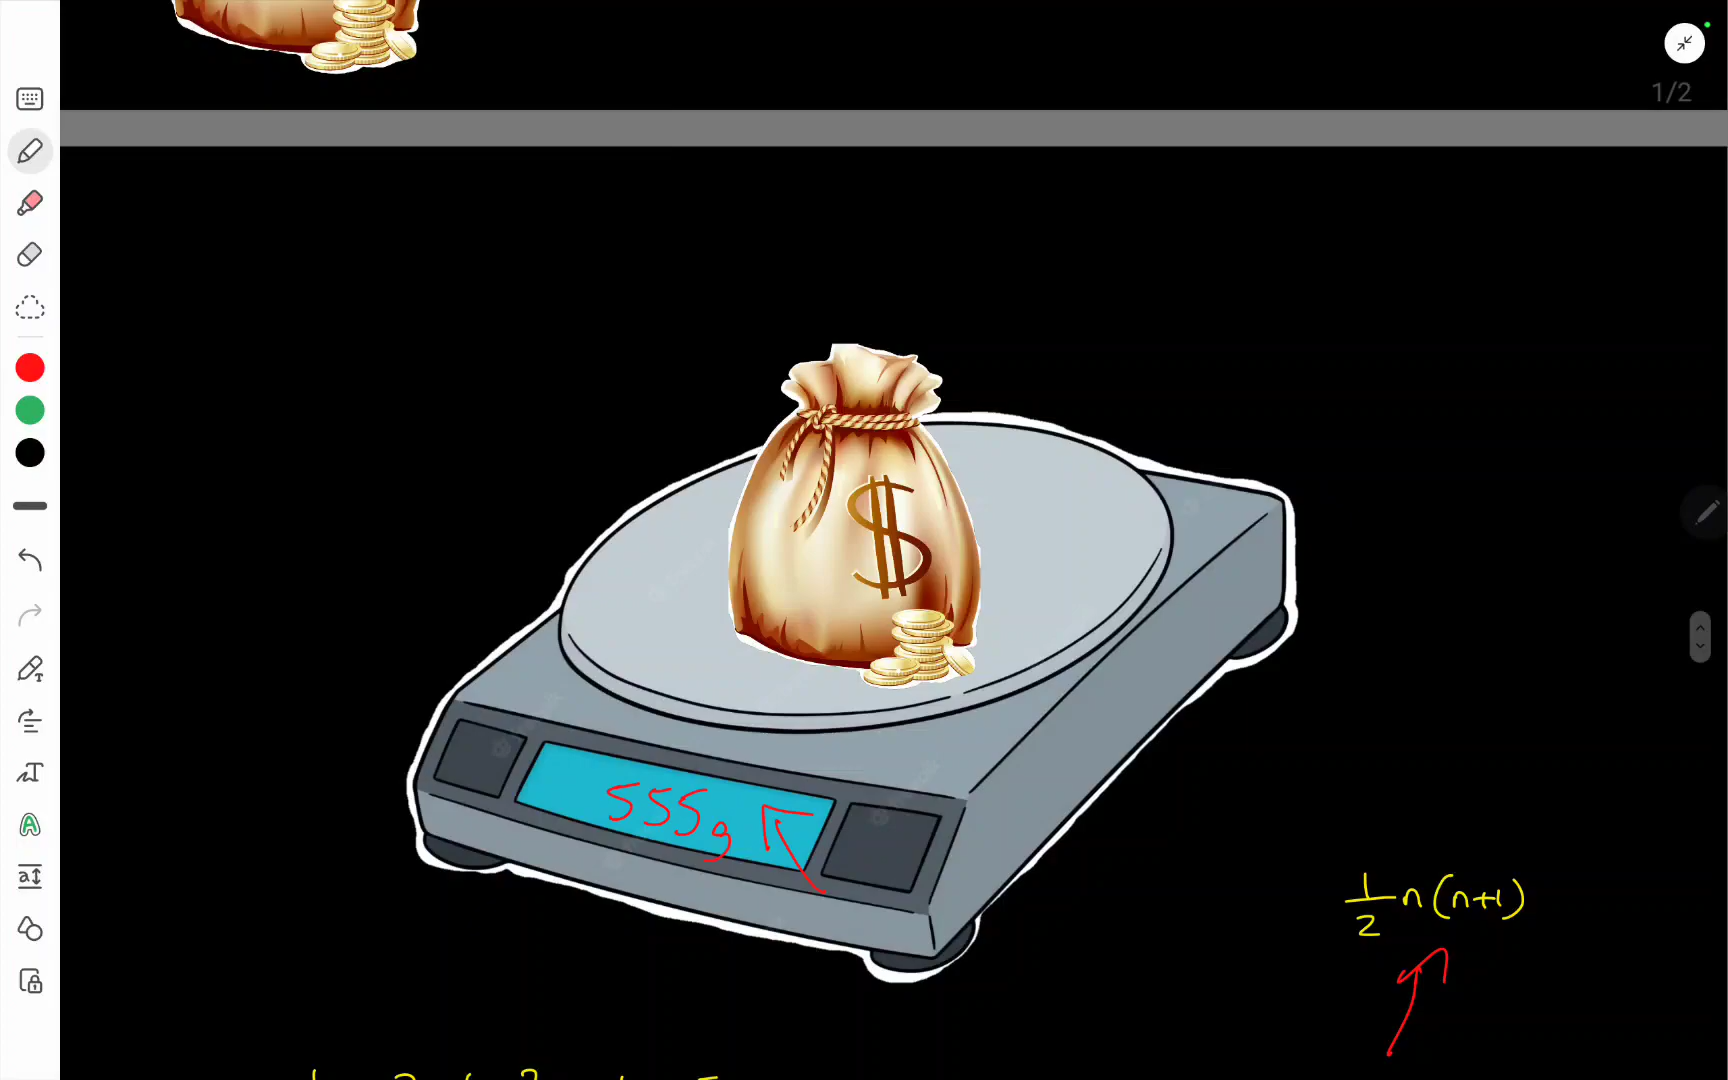 1/2
$
555g
1/2 n(n+1)